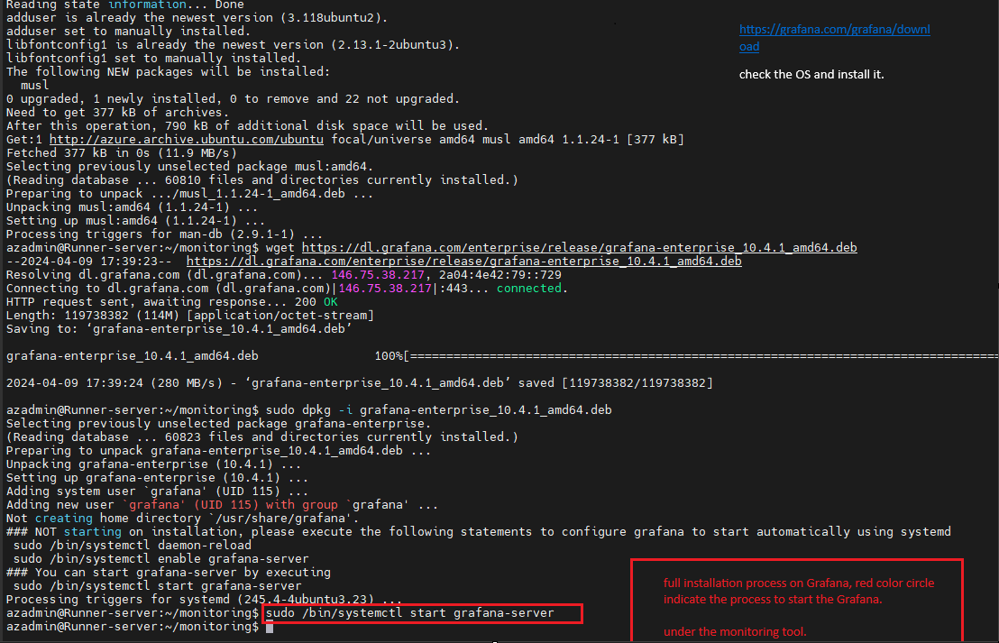 Reading state information... Done
adduser is already the newest version (3.118ubuntu2).
adduser set to manually installed.
libfontconfig1 is already the newest version (2.13.1-2ubuntu3).
libfontconfig1 set to manually installed.
The following NEW packages will be installed:
  musl
0 upgraded, 1 newly installed, 0 to remove and 22 not upgraded.
Need to get 377 kB of archives.
After this operation, 790 kB of additional disk space will be used.
Get:1 http://azure.archive.ubuntu.com/ubuntu focal/universe amd64 musl amd64 1.1.24-1 [377 kB]
Fetched 377 kB in 0s (11.9 MB/s)
Selecting previously unselected package musl:amd64.
(Reading database ... 60810 files and directories currently installed.)
Preparing to unpack .../musl_1.1.24-1_amd64.deb ...
Unpacking musl:amd64 (1.1.24-1) ...
Setting up musl:amd64 (1.1.24-1) ...
Processing triggers for man-db (2.9.1-1) ...
azadmin@Runner-server:~/monitoring$ wget https://dl.grafana.com/enterprise/release/grafana-enterprise_10.4.1_amd64.deb
--2024-04-09 17:39:23--  https://dl.grafana.com/enterprise/release/grafana-enterprise_10.4.1_amd64.deb
Resolving dl.grafana.com (dl.grafana.com)... 146.75.38.217, 2a04:4e42:79::729
Connecting to dl.grafana.com (dl.grafana.com)|146.75.38.217|:443... connected.
HTTP request sent, awaiting response... 200 OK
Length: 119738382 (114M) [application/octet-stream]
Saving to: ‘grafana-enterprise_10.4.1_amd64.deb’
grafana-enterprise_10.4.1_amd64.deb                100%[==================================================================================
2024-04-09 17:39:24 (280 MB/s) - ‘grafana-enterprise_10.4.1_amd64.deb’ saved [119738382/119738382]
azadmin@Runner-server:~/monitoring$ sudo dpkg -i grafana-enterprise_10.4.1_amd64.deb
Selecting previously unselected package grafana-enterprise.
(Reading database ... 60823 files and directories currently installed.)
Preparing to unpack grafana-enterprise_10.4.1_amd64.deb ...
Unpacking grafana-enterprise (10.4.1) ...
Setting up grafana-enterprise (10.4.1) ...
Adding system user `grafana' (UID 115) ...
Adding new user `grafana' (UID 115) with group `grafana' ...
Not creating home directory `/usr/share/grafana'.
### NOT starting on installation, please execute the following statements to configure grafana to start automatically using systemd
 sudo /bin/systemctl daemon-reload
 sudo /bin/systemctl enable grafana-server
### You can start grafana-server by executing
 sudo /bin/systemctl start grafana-server
Processing triggers for systemd (245.4-4ubuntu3.23) ...
azadmin@Runner-server:~/monitoring$ sudo /bin/systemctl start grafana-server
azadmin@Runner-server:~/monitoring$
https://grafana.com/grafana/downl
oad
check the OS and install it.
full installation process on Grafana, red color circle
indicate the process to start the Grafana.
under the monitoring tool.